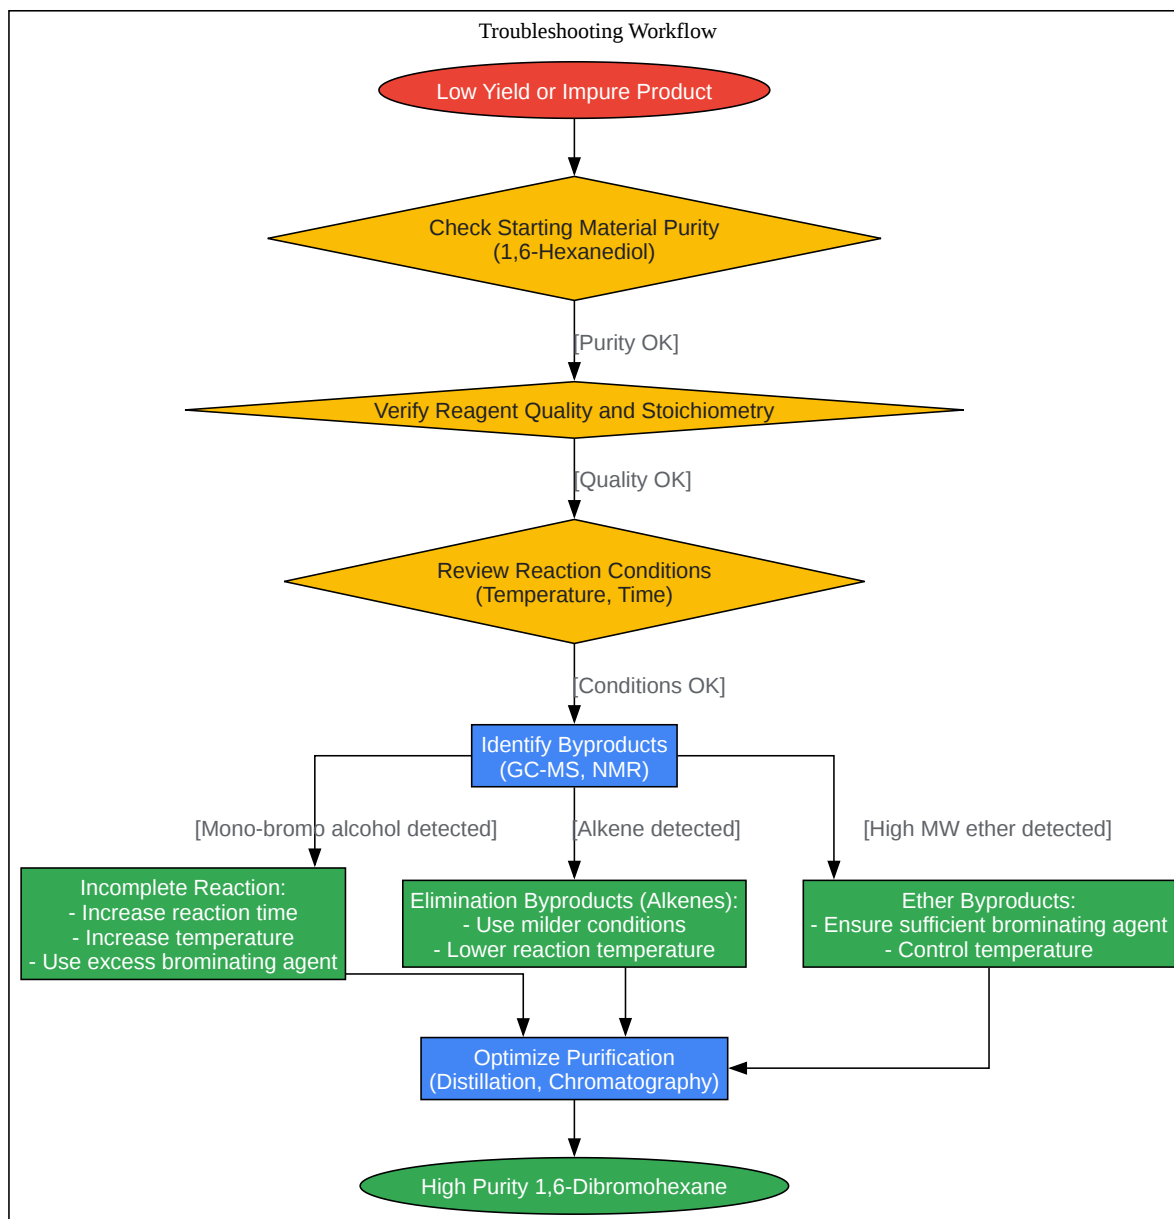 Troubleshooting Workflow
Low Yield or Impure Product
Check Starting Material Purity
(1,6-Hexanediol)
[Purity OK]
Verify Reagent Quality and Stoichiometry
[Quality OK]
Review Reaction Conditions
(Temperature, Time)
[Conditions OK]
Identify Byproducts
(GC-MS, NMR)
[Mono-bromo alcohol detected]
[Alkene detected]
[High MW ether detected]
Incomplete Reaction:
- Increase reaction time
- Increase temperature
- Use excess brominating agent
Elimination Byproducts (Alkenes):
- Use milder conditions
- Lower reaction temperature
Ether Byproducts:
- Ensure sufficient brominating agent
- Control temperature
Optimize Purification
(Distillation, Chromatography)
High Purity 1,6-Dibromohexane